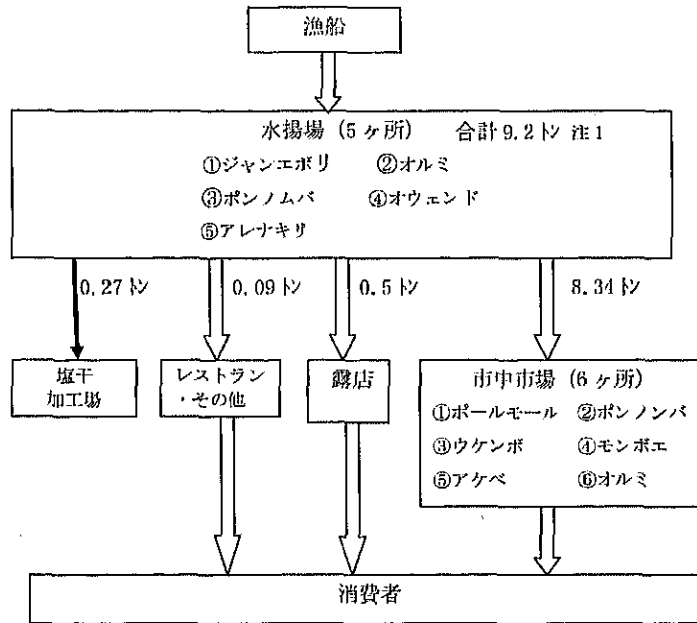 漁船
水揚場（5ヶ所） 合計9.2トン 注1
①ジャンエボリ ②オルミ
③ポンノムバ ④オウェンド
⑤アレナキリ
0.27トン 0.09トン 0.5トン 8.34トン
塩干
加工場
レストラン
・その他
露店
市中市場（6ヶ所）
①ポールモール ②ポンノンバ
③ウケンボ ④モンボエ
⑤アケベ ⑥オルミ
消費者